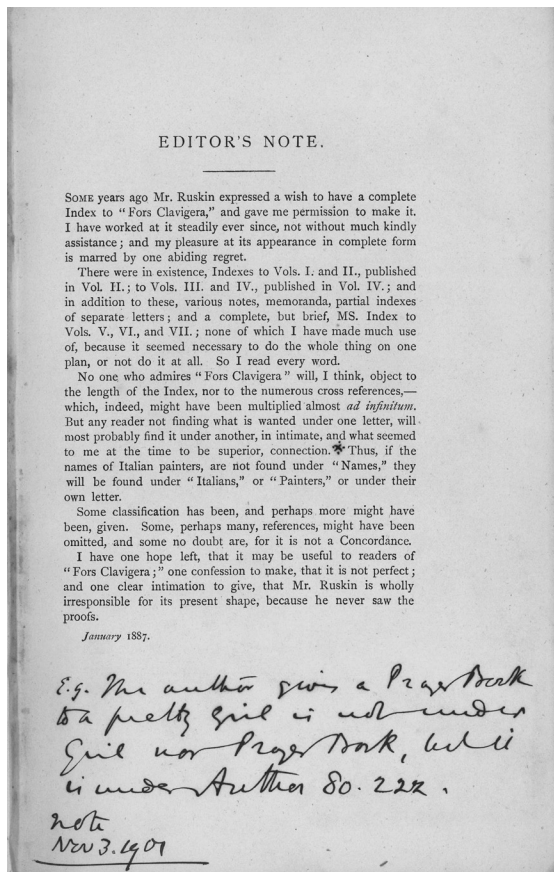 EDITOR'S NOTE.
SOME years ago Mr. Ruskin expressed a wish to have a complete
Index to "Fors Clavigera," and gave me permission to make it.
I have worked at it steadily ever since, not without much kindly
assistance; and my pleasure at its appearance in complete form
is marred by one abiding regret.
There were in existence, Indexes to Vols. I. and II., published
in Vol. II.; to Vols. III. and IV., published in Vol. IV.; and
in addition to these, various notes, memoranda, partial indexes
of separate letters; and a complete, but brief, MS. Index to
Vols. V., VI., and VII.; none of which I have made much use
of, because it seemed necessary to do the whole thing on one
plan, or not do it at all. So I read every word.
No one who admires "Fors Clavigera" will, I think, object to
the length of the Index, nor to the numerous cross references,—
which, indeed, might have been multiplied almost ad infinitum.
But any reader not finding what is wanted under one letter, will
most probably find it under another, in intimate, and what seemed
to me at the time to be superior, connection.* Thus, if the
names of Italian painters, are not found under "Names," they
will be found under "Italians," or "Painters," or under their
own letter.
Some classification has been, and perhaps more might have
been, given. Some, perhaps many, references, might have been
omitted, and some no doubt are, for it is not a Concordance.
I have one hope left, that it may be useful to readers of
"Fors Clavigera;" one confession to make, that it is not perfect;
and one clear intimation to give, that Mr. Ruskin is wholly
irresponsible for its present shape, because he never saw the
proofs.
January 1887.
E.g. The author gives a Prayer Book
to a pretty Girl is not under
Girl nor Prayer Book, but it
is under Author 80. 222.
note
Nov 3. 1901